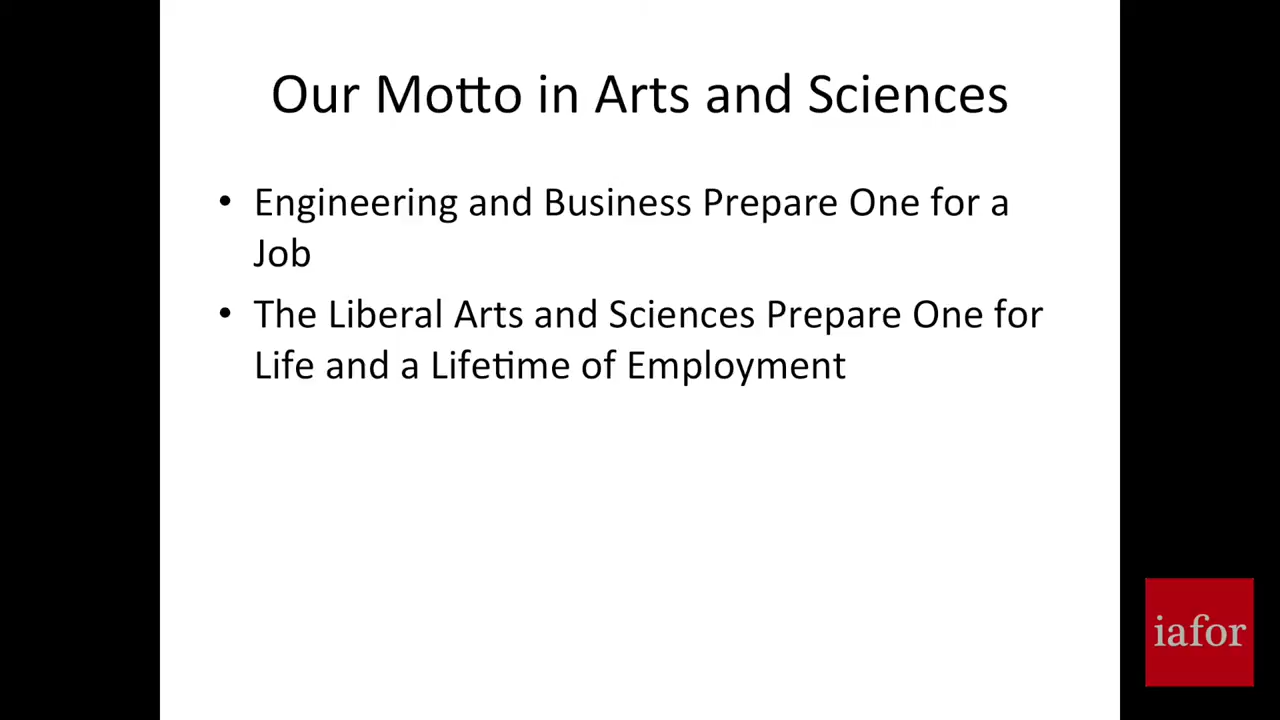 Our Motto in Arts and Sciences
• Engineering and Business Prepare One for a
Job
• The Liberal Arts and Sciences Prepare One for
Life and a Lifetime of Employment
iafor